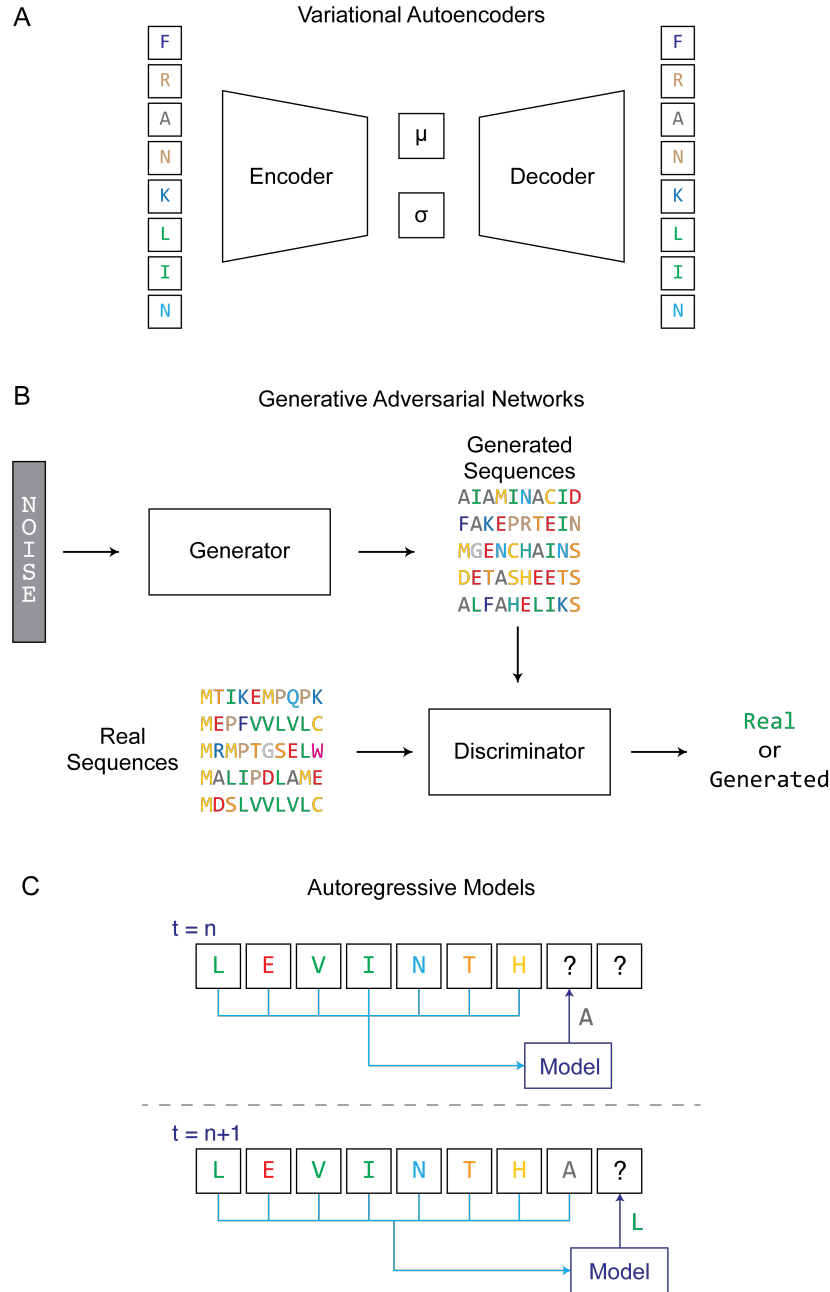 A
Variational Autoencoders
F
R
A
N
K
L
I
N
Encoder
μ
σ
Decoder
F
R
A
N
K
L
I
N
B
Generative Adversarial Networks
NOISE
Generator
Generated
Sequences
AIAMINACID
FAKEPRTEIN
MGENCHAINS
DETASHEETS
ALFAHELIKS
Real
Sequences
MTIKEMPQPK
MEPFVVLVLC
MRMPTGSELW
MALIPDLAME
MDSLVVLVLC
Discriminator
Real
or
Generated
C
Autoregressive Models
t = n
L E V I N T H ? ?
A
Model
t = n+1
L E V I N T H A ?
L
Model